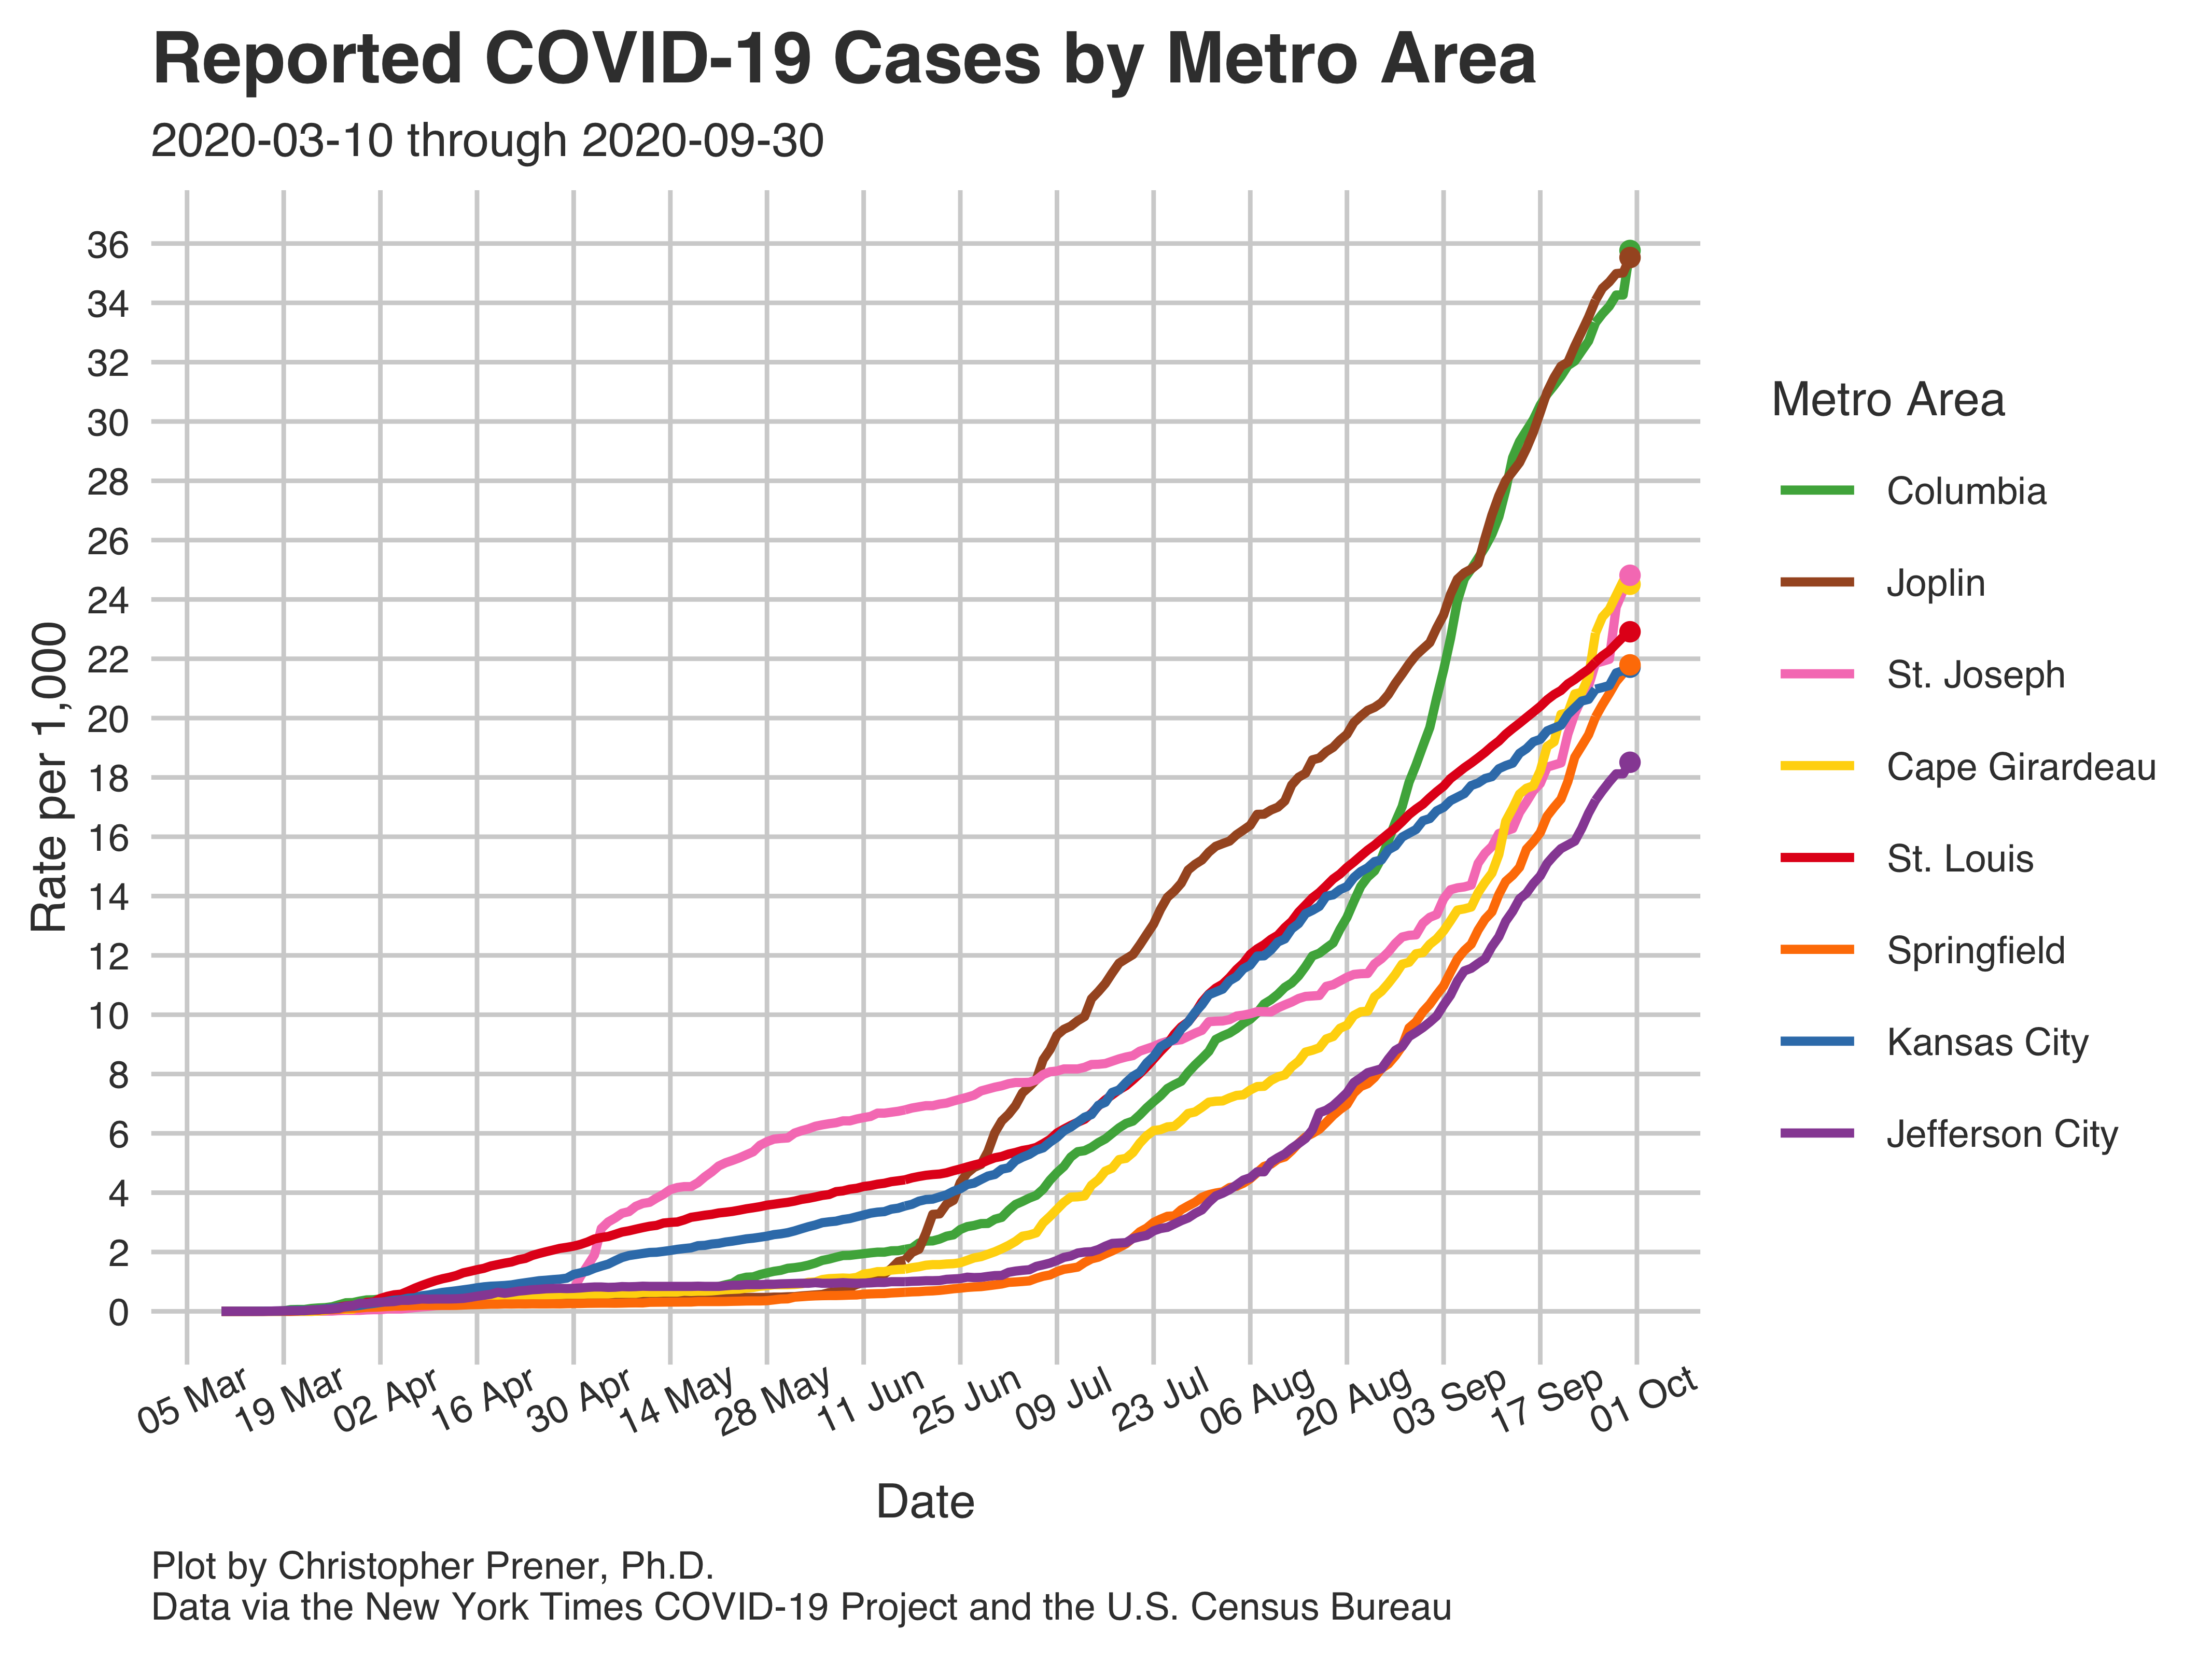 Reported COVID-19 Cases by Metro Area
2020-03-10 through 2020-09-30
Rate per 1,000
36
34
32
30
28
26
24
22
20
18
16
14
12
10
8
6
4
2
0
05 Mar
19 Mar
02 Apr
16 Apr
30 Apr
14 May
28 May
11 Jun
25 Jun
09 Jul
23 Jul
06 Aug
20 Aug
03 Sep
17 Sep
01 Oct
Date
Metro Area
Columbia
Joplin
St. Joseph
Cape Girardeau
St. Louis
Springfield
Kansas City
Jefferson City
Plot by Christopher Prener, Ph.D.
Data via the New York Times COVID-19 Project and the U.S. Census Bureau